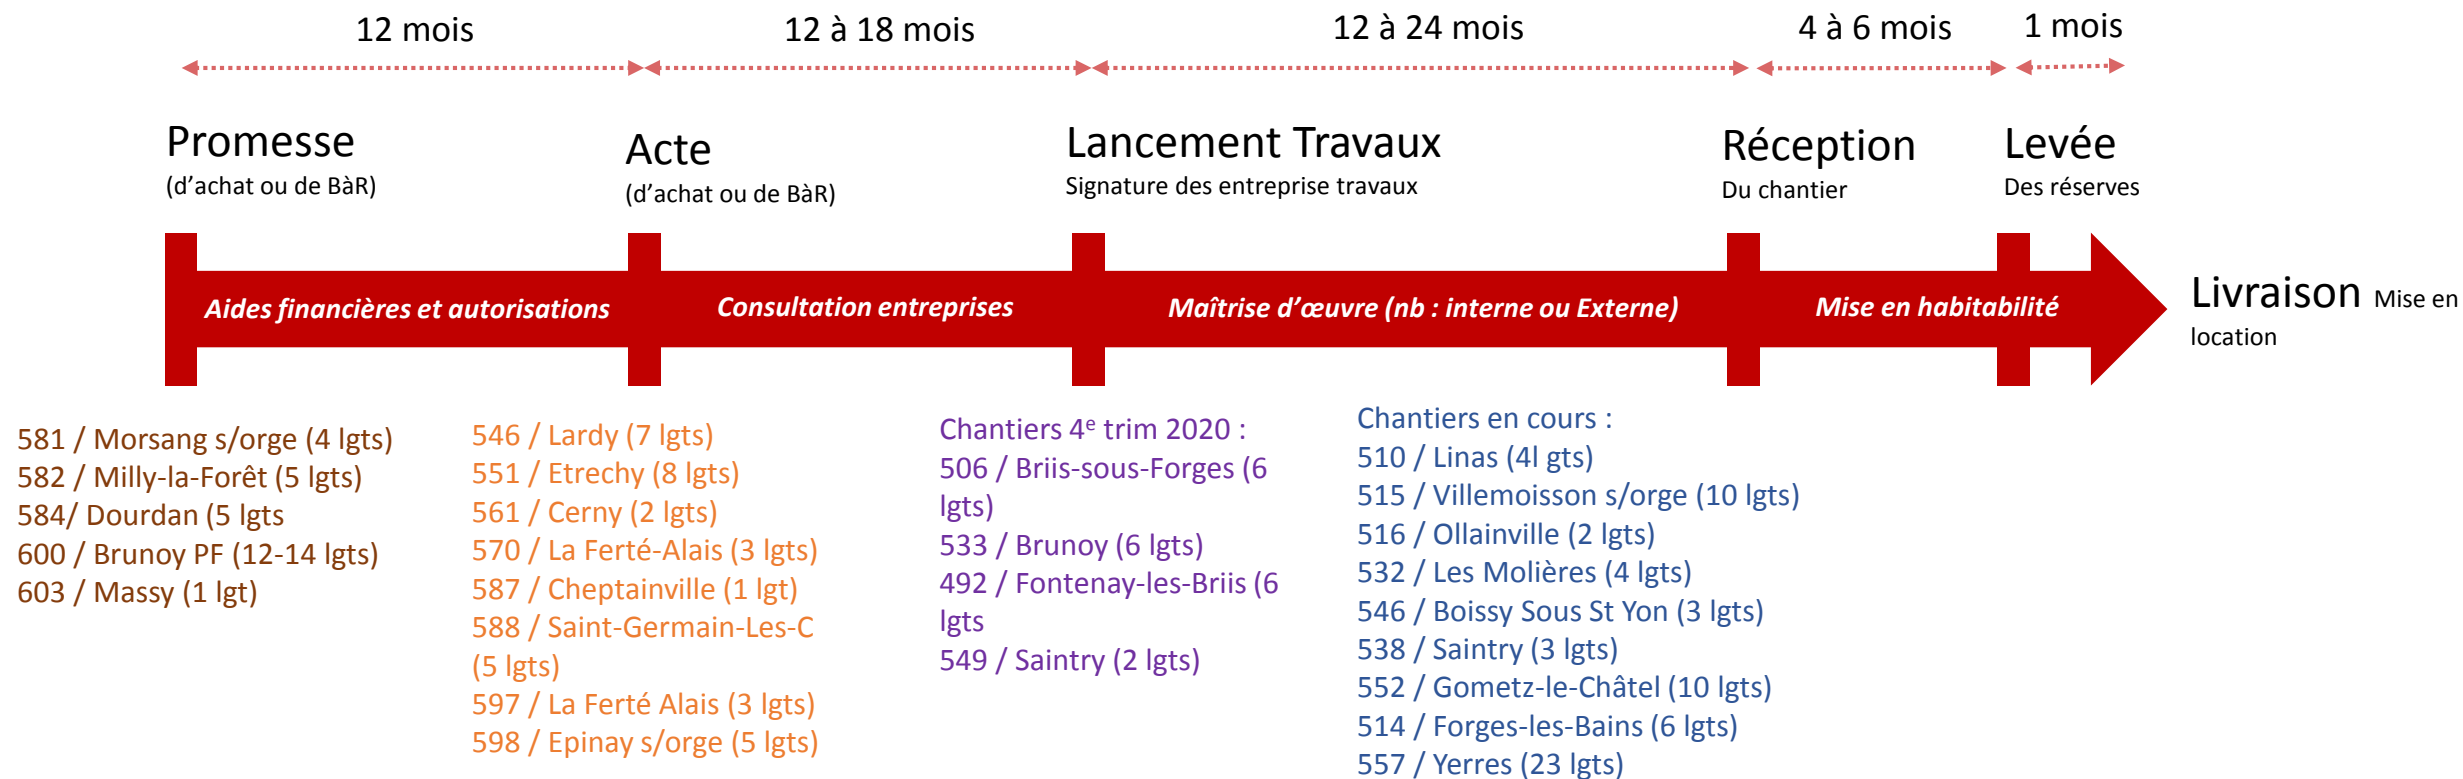 12 mois
12 à 18 mois
12 à 24 mois
4 à 6 mois
1 mois
Promesse
(d'achat ou de BàR)
Acte
(d'achat ou de BàR)
Lancement Travaux
Signature des entreprise travaux
Réception
Du chantier
Levée
Des réserves
Aides financières et autorisations
Consultation entreprises
Maîtrise d'œuvre (nb : interne ou Externe)
Mise en habitabilité
Livraison Mise en
location
581 / Morsang s/orge (4 lgts)
582 / Milly-la-Forêt (5 lgts)
584/ Dourdan (5 lgts
600 / Brunoy PF (12-14 lgts)
603 / Massy (1 lgt)
546 / Lardy (7 lgts)
551 / Etrechy (8 lgts)
561 / Cerny (2 lgts)
570 / La Ferté-Alais (3 lgts)
587 / Cheptainville (1 lgt)
588 / Saint-Germain-Les-C
(5 lgts)
597 / La Ferté Alais (3 lgts)
598 / Epinay s/orge (5 lgts)
Chantiers 4e trim 2020 :
506 / Briis-sous-Forges (6
lgts)
533 / Brunoy (6 lgts)
492 / Fontenay-les-Briis (6
lgts
549 / Saintry (2 lgts)
Chantiers en cours :
510 / Linas (4l gts)
515 / Villemoisson s/orge (10 lgts)
516 / Ollainville (2 lgts)
532 / Les Molières (4 lgts)
546 / Boissy Sous St Yon (3 lgts)
538 / Saintry (3 lgts)
552 / Gometz-le-Châtel (10 lgts)
514 / Forges-les-Bains (6 lgts)
557 / Yerres (23 lgts)